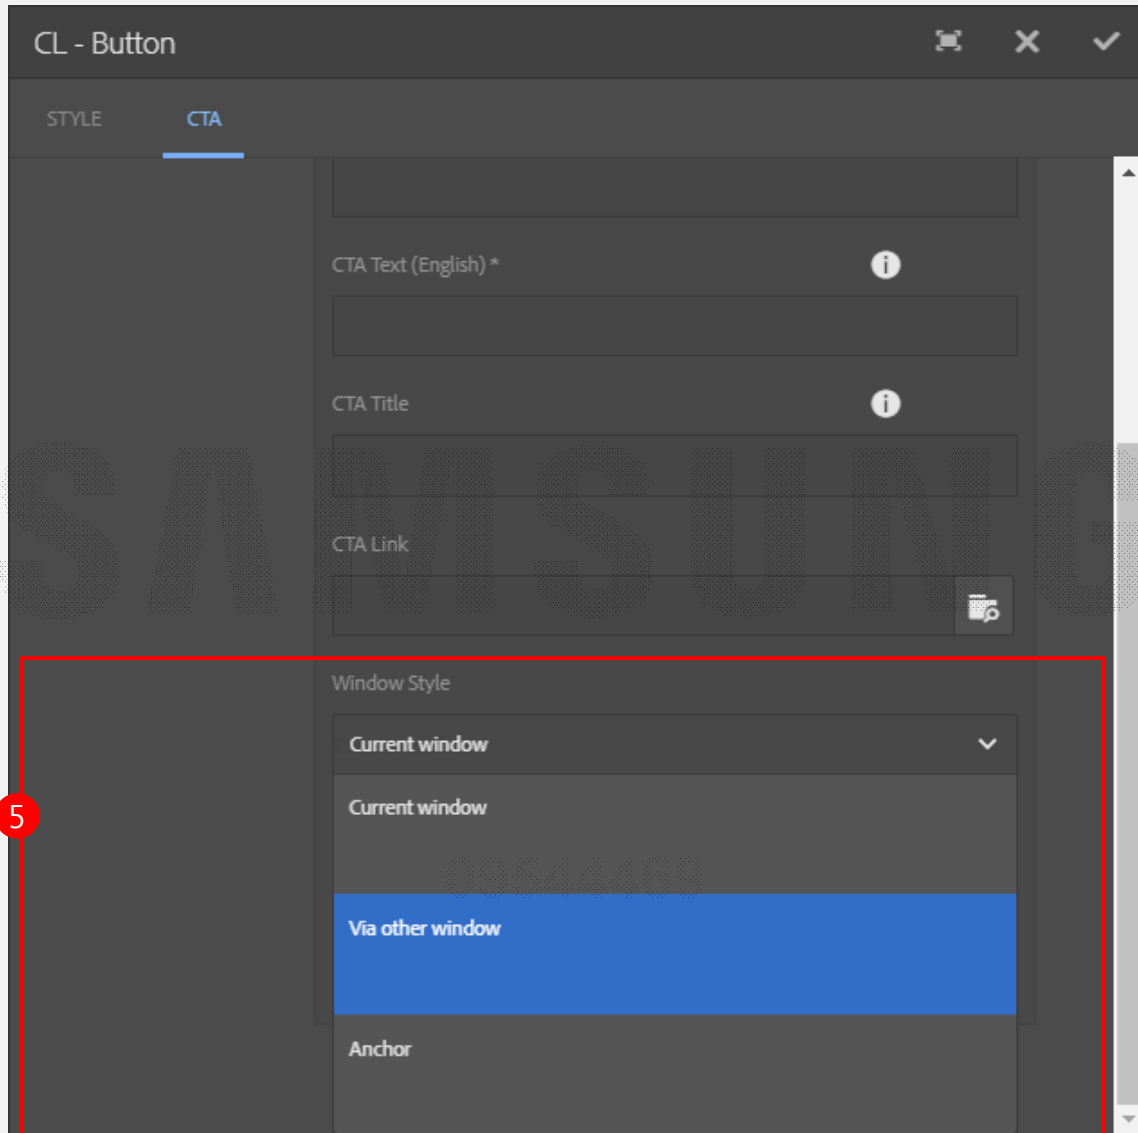 CL - Button
STYLE
CTA
CTA Text (English) *
CTA Title
SAMSUNG
CTA Link
Window Style
Current window
5
Current window
09544469
Via other window
Anchor